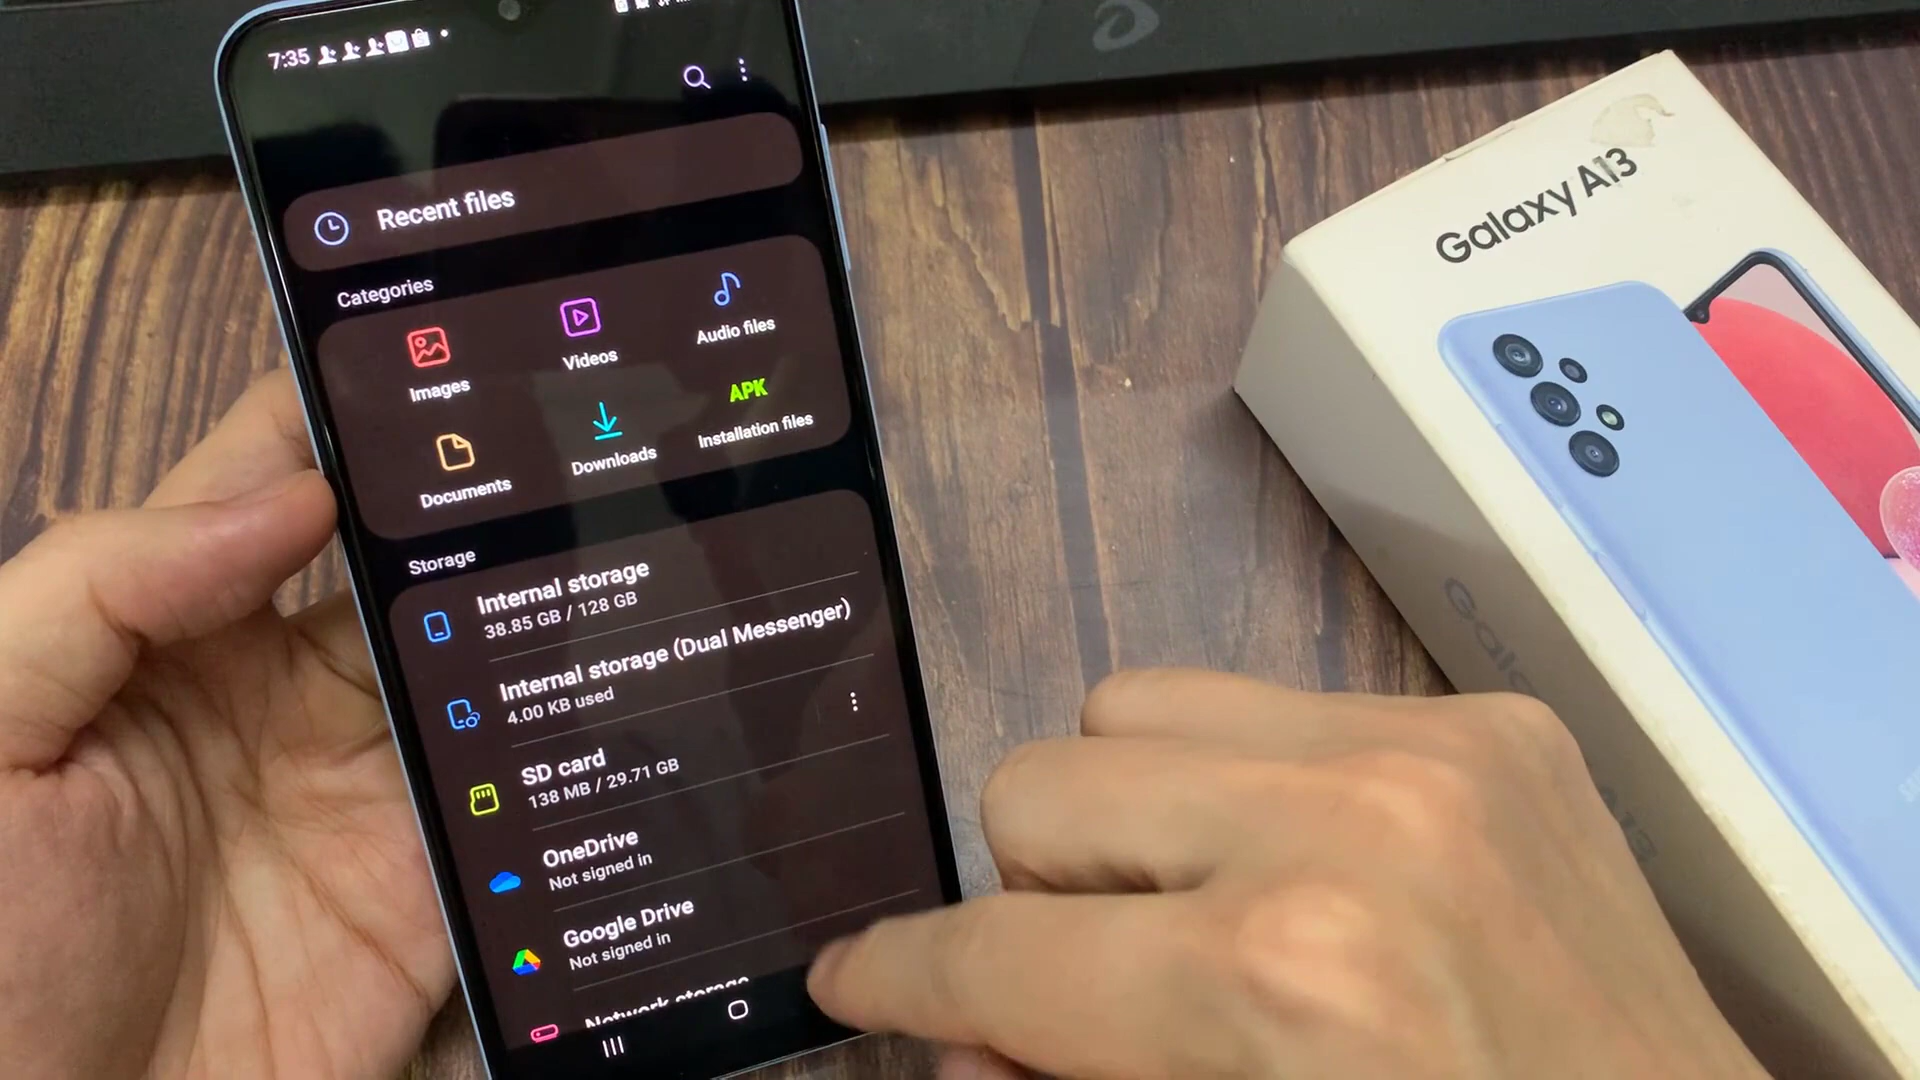 7:35
Recent files
Categories
Images
Videos
Audio files
Documents
Downloads
APK
Installation files
Storage
Internal storage
38.85 GB / 128 GB
Internal storage (Dual Messenger)
4.00 KB used
SD card
138 MB / 29.71 GB
OneDrive
Not signed in
Google Drive
Not signed in
Network storage
Galaxy A13